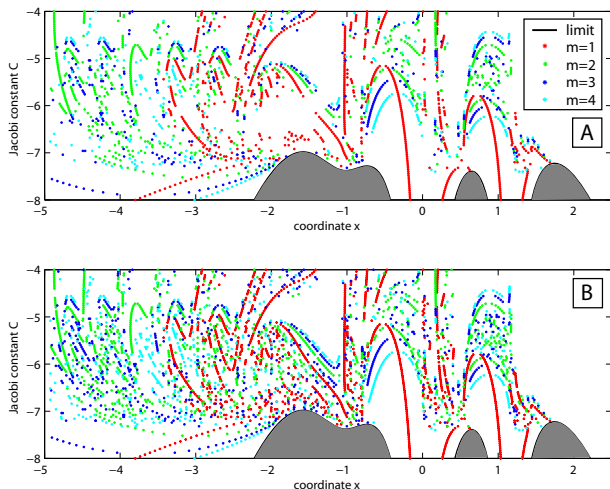 −4
−5
−6
−7
−8
Jacobi constant C
limit
m=1
m=2
m=3
m=4
A
−5 −4 −3 −2 −1 0 1 2
coordinate x
−4
−5
−6
−7
−8
Jacobi constant C
B
−5 −4 −3 −2 −1 0 1 2
coordinate x